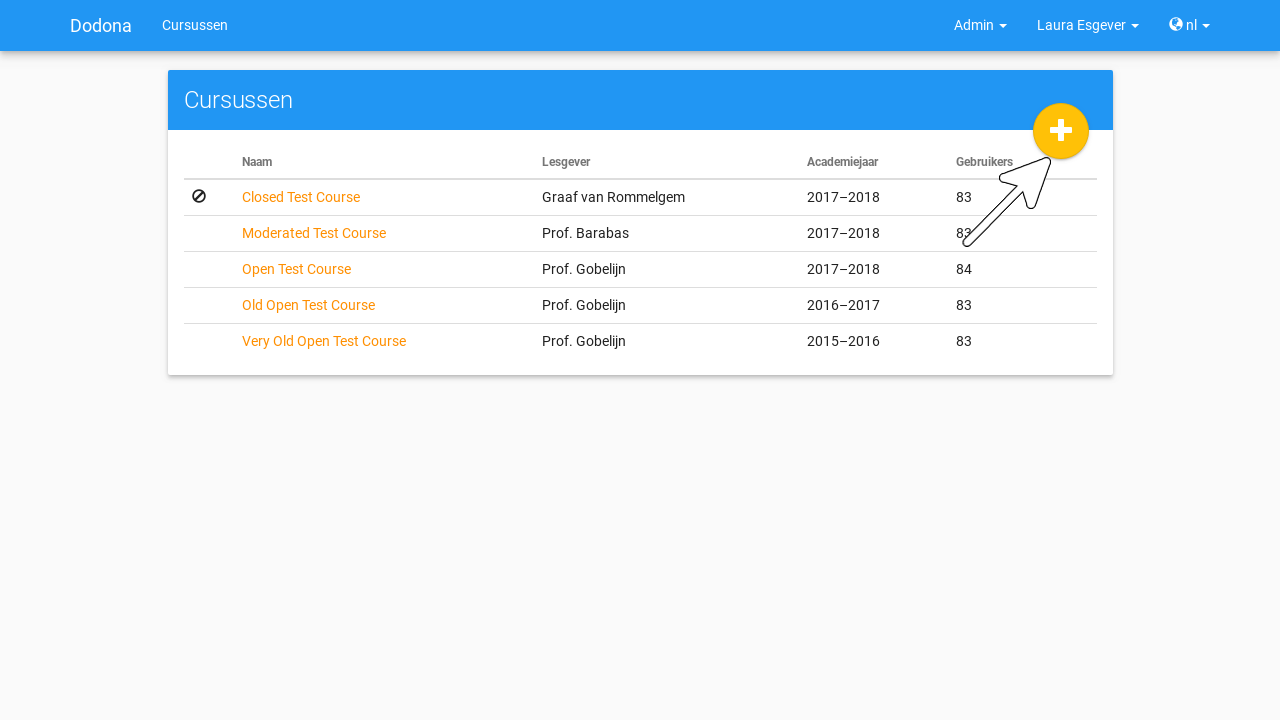 Dodona Cursussen Admin Laura Esgever nl
Cursussen
Naam Lesgever Academiejaar Gebruikers
Closed Test Course Graaf van Rommelgem 2017–2018 83
Moderated Test Course Prof. Barabas 2017–2018 83
Open Test Course Prof. Gobelijn 2017–2018 84
Old Open Test Course Prof. Gobelijn 2016–2017 83
Very Old Open Test Course Prof. Gobelijn 2015–2016 83